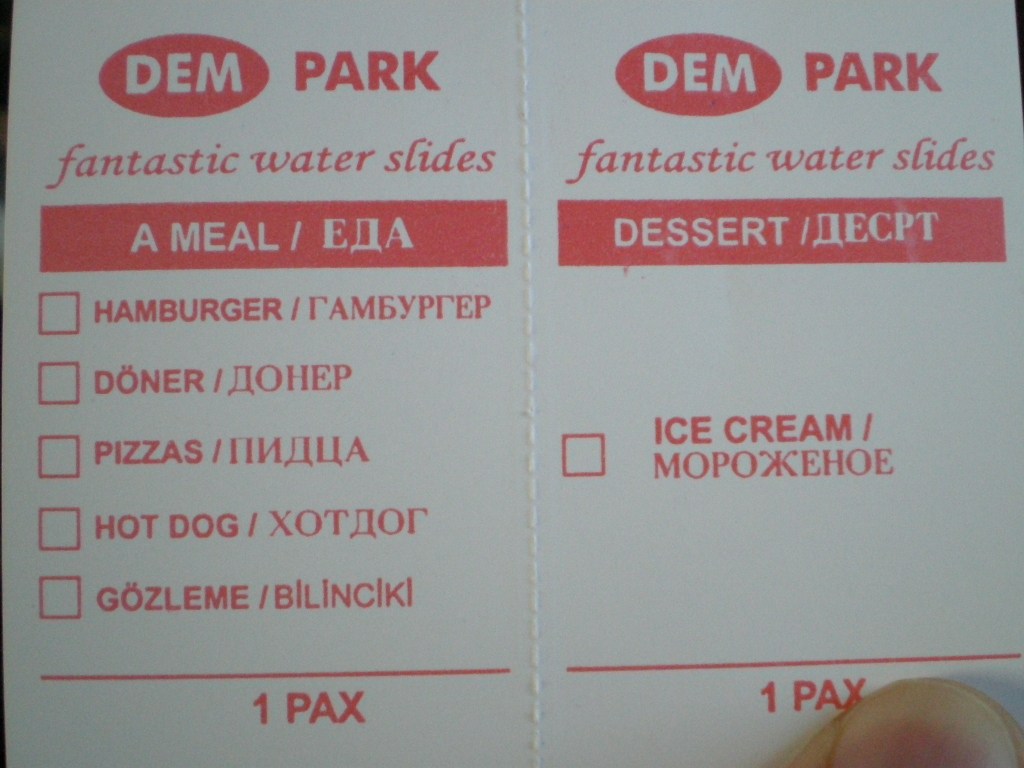 DEM PARK
fantastic water slides
A MEAL / ЕДА
HAMBURGER / ГАМБУРГЕР
DÖNER / ДОНЕР
PIZZAS / ПИДЦА
HOT DOG / ХОТДОГ
GÖZLEME / BİLİNCİKİ
1 PAX
DEM PARK
fantastic water slides
DESSERT / ДЕСРТ
ICE CREAM /
МОРОЖЕНОЕ
1 PAX